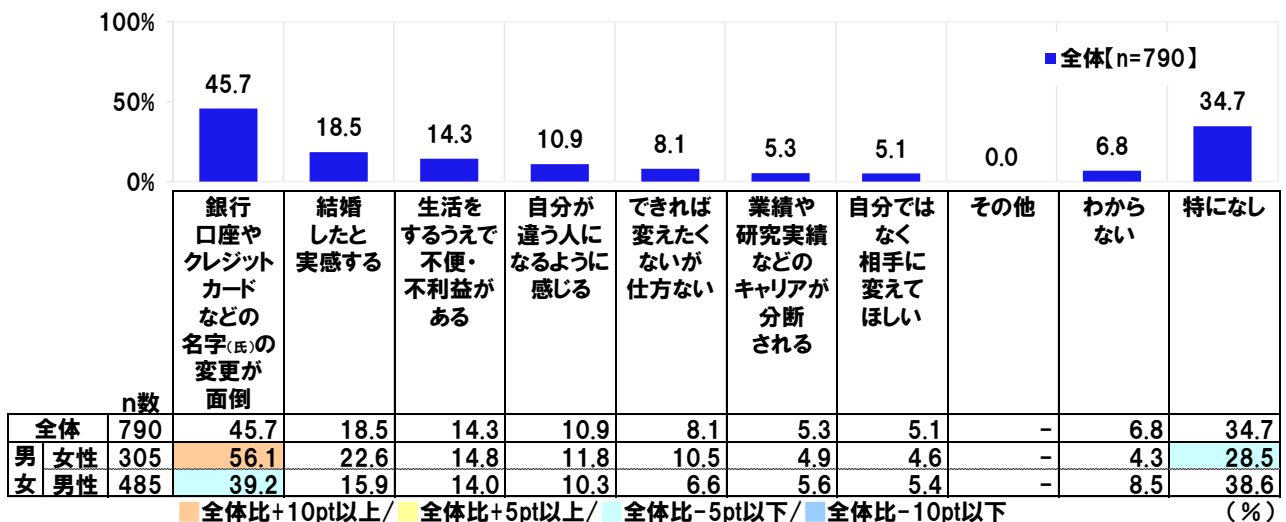 100%
50%
0%
■全体【n=790】
45.7
18.5
14.3
10.9
8.1
5.3
5.1
0.0
6.8
34.7
銀行
口座や
クレジット
カード
などの
名字(氏)の
変更が
面倒
結婚
したと
実感する
生活を
するうえで
不便・
不利益が
ある
自分が
違う人に
なるように
感じる
できれば
変えたく
ないが
仕方ない
業績や
研究実績
などの
キャリアが
分断
される
自分では
なく
相手に
変えて
ほしい
その他
わから
ない
特になし
n数
全体 790 45.7 18.5 14.3 10.9 8.1 5.3 5.1 − 6.8 34.7
男女
女性 305 56.1 22.6 14.8 11.8 10.5 4.9 4.6 − 4.3 28.5
男性 485 39.2 15.9 14.0 10.3 6.6 5.6 5.4 − 8.5 38.6
■全体比+10pt以上/ ■全体比+5pt以上/ ■全体比-5pt以下/ ■全体比-10pt以下 (%)